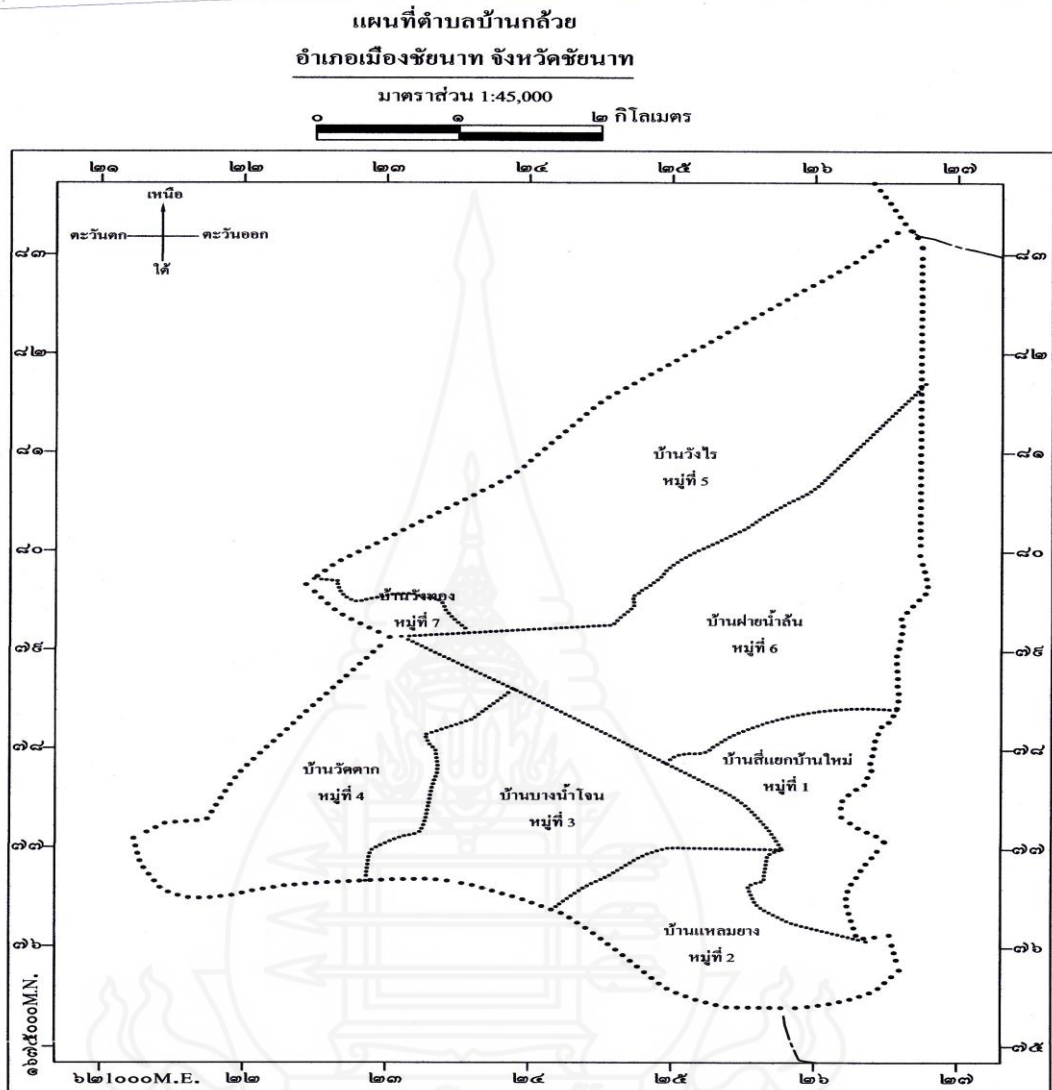 แผนที่ตำบลบ้านกล้วย
อำเภอเมืองชัยนาท จังหวัดชัยนาท
มาตราส่วน 1:45,000
๐ ๑ ๒ กิโลเมตร
๒๑ ๒๒ ๒๓ ๒๔ ๒๕ ๒๖ ๒๗
เหนือ
ตะวันตก ตะวันออก
ใต้
๘๓ ๘๓
๘๒ ๘๒
๘๑ ๘๑
บ้านวังไร
หมู่ที่ 5
๘๐ ๘๐
บ้านวังทอง
หมู่ที่ 7
บ้านฝายน้ำล้น
หมู่ที่ 6
๗๙ ๗๙
๗๘ ๗๘
บ้านสี่แยกบ้านใหม่
หมู่ที่ 1
บ้านวัดตาก
หมู่ที่ 4
บ้านบางน้ำโจน
หมู่ที่ 3
๗๗ ๗๗
บ้านแหลมยาง
หมู่ที่ 2
๗๖ ๗๖
๑๖๗๕๐๐๐M.N. ๗๕
๖๒1๐๐๐M.E. ๒๒ ๒๓ ๒๔ ๒๕ ๒๖ ๒๗